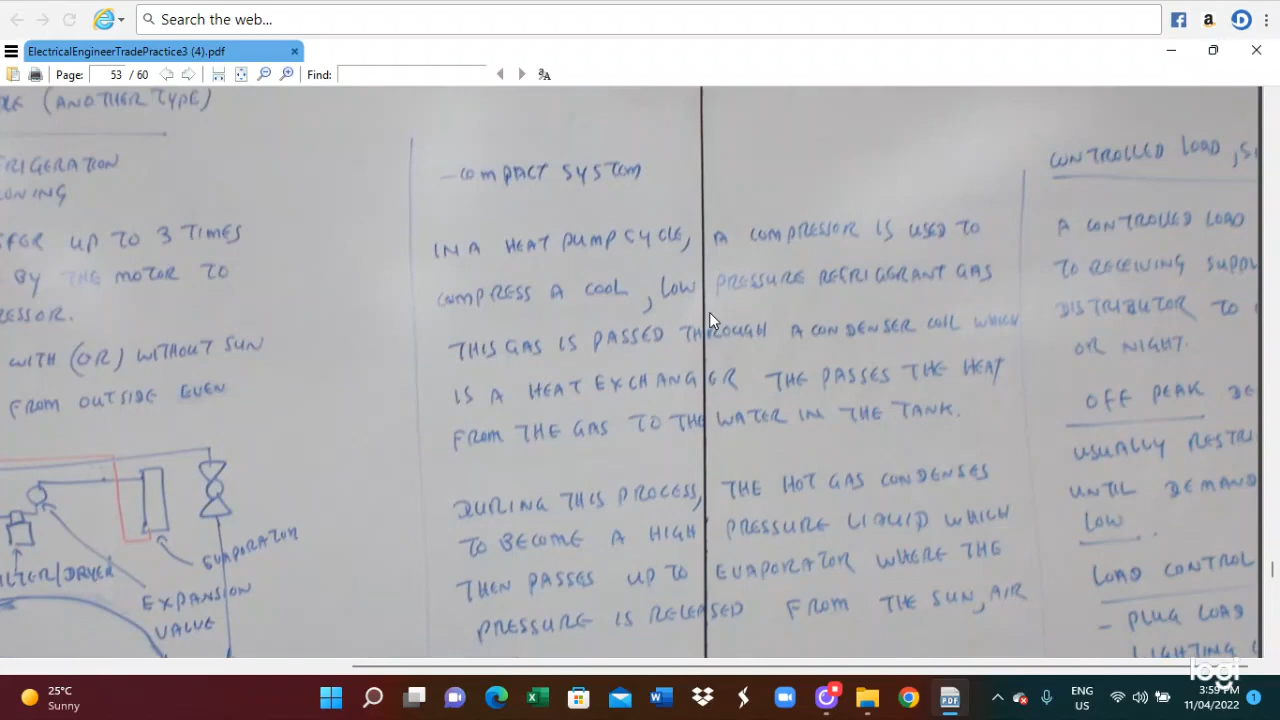 Search the web...
ElectricalEngineerTradePractice3 (4).pdf
Page: 53 / 60 Find:
(ANOTHER TYPE)
UP TO 3 TIMES
BY THE MOTOR TO
WITH (OR) WITHOUT SUN
FROM OUTSIDE EVEN
EVAPORATOR
EXPANSION
VALUE
- COMPACT SYSTEM
IN A HEAT PUMP CYCLE, A COMPRESSOR IS USED TO
COMPRESS A COOL, LOW PRESSURE REFRIGERANT GAS
THIS GAS IS PASSED THROUGH A CONDENSER COIL WHICH
IS A HEAT EXCHANGER THE PASSES THE HEAT
FROM THE GAS TO THE WATER IN THE TANK.
DURING THIS PROCESS, THE HOT GAS CONDENSES
TO BECOME A HIGH PRESSURE LIQUID WHICH
THEN PASSES UP TO EVAPORATOR WHERE THE
PRESSURE IS RELEASED FROM THE SUN, AIR
CONTROLLED LOAD,
A CONTROLLED LOAD
TO RECEIVING
DISTRIBUTOR TO
OR NIGHT.
OFF PEAK
USUALLY
UNTIL
LOW
LOAD CONTROL
- PLUG LOAD
LIGHTING
logi
25°C
Sunny
ENG
US
3:59 PM
11/04/2022